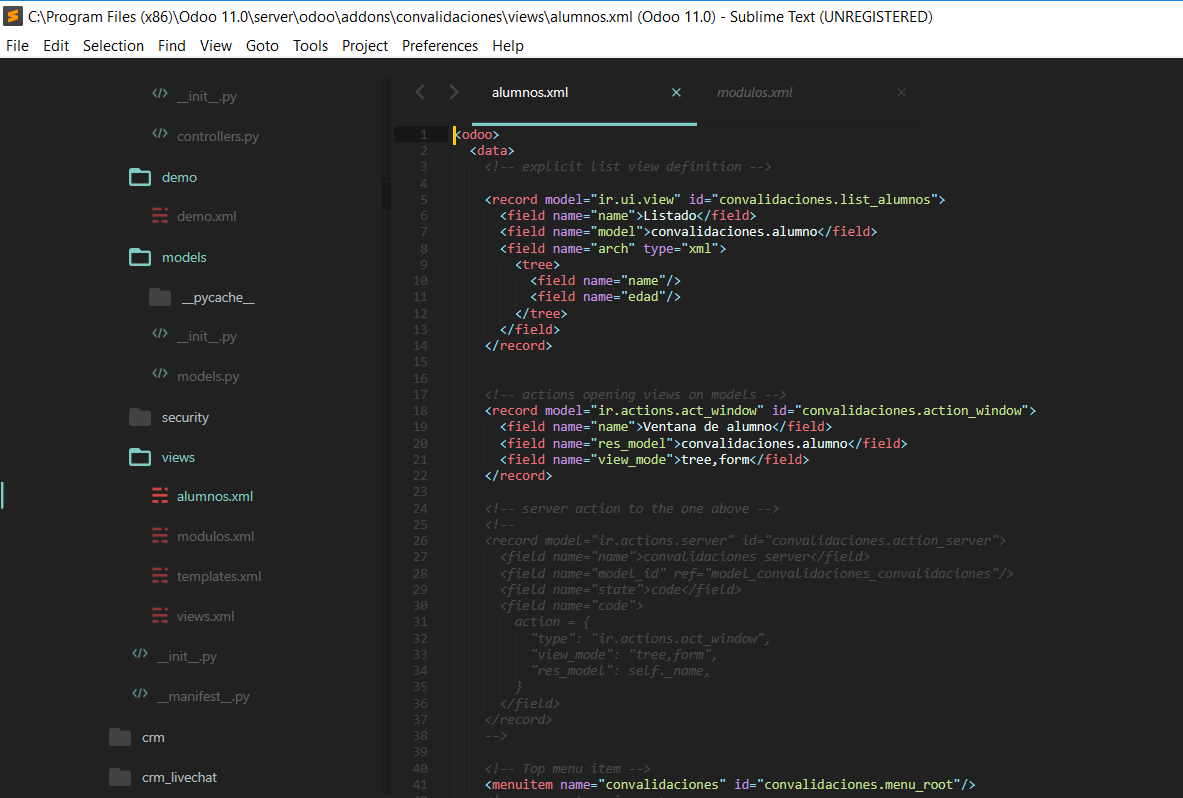 C:\Program Files (x86)\Odoo 11.0\server\odoo\addons\convalidaciones\views\alumnos.xml (Odoo 11.0) - Sublime Text (UNREGISTERED)
File Edit Selection Find View Goto Tools Project Preferences Help
__init__.py
controllers.py
demo
demo.xml
models
__pycache__
__init__.py
models.py
security
views
alumnos.xml
modulos.xml
templates.xml
views.xml
__init__.py
__manifest__.py
crm
crm_livechat
alumnos.xml modulos.xml
1 <odoo>
2 <data>
3 <!-- explicit list view definition -->
4
5 <record model="ir.ui.view" id="convalidaciones.list_alumnos">
6 <field name="name">Listado</field>
7 <field name="model">convalidaciones.alumno</field>
8 <field name="arch" type="xml">
9 <tree>
10 <field name="name"/>
11 <field name="edad"/>
12 </tree>
13 </field>
14 </record>
15
16
17 <!-- actions opening views on models -->
18 <record model="ir.actions.act_window" id="convalidaciones.action_window">
19 <field name="name">Ventana de alumno</field>
20 <field name="res_model">convalidaciones.alumno</field>
21 <field name="view_mode">tree,form</field>
22 </record>
23
24 <!-- server action to the one above -->
25 <!--
26 <record model="ir.actions.server" id="convalidaciones.action_server">
27 <field name="name">convalidaciones server</field>
28 <field name="model_id" ref="model_convalidaciones_convalidaciones"/>
29 <field name="state">code</field>
30 <field name="code">
31 action = {
32 "type": "ir.actions.act_window",
33 "view_mode": "tree,form",
34 "res_model": self._name,
35 }
36 </field>
37 </record>
38 -->
39
40 <!-- Top menu item -->
41 <menuitem name="convalidaciones" id="convalidaciones.menu_root"/>